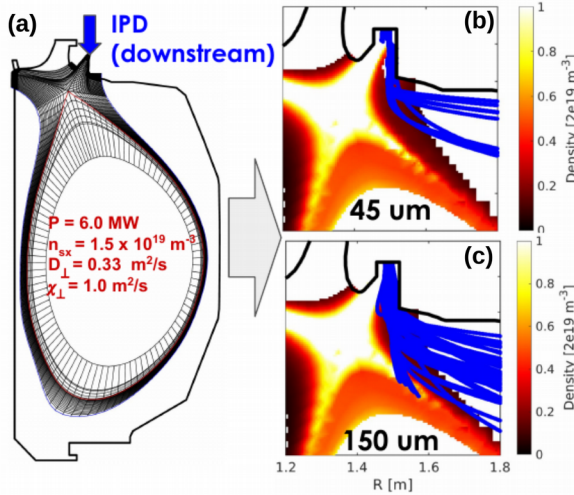 (a)
IPD
(downstream)
P = 6.0 MW
n_sx = 1.5 x 10^19 m^-3
D_⊥ = 0.33 m^2/s
χ_⊥ = 1.0 m^2/s
(b)
45 um
1
0.8
0.6
0.4
0.2
0
Density [2e19 m^-3]
(c)
150 um
1
0.8
0.6
0.4
0.2
0
Density [2e19 m^-3]
1.2 1.4 1.6 1.8
R [m]